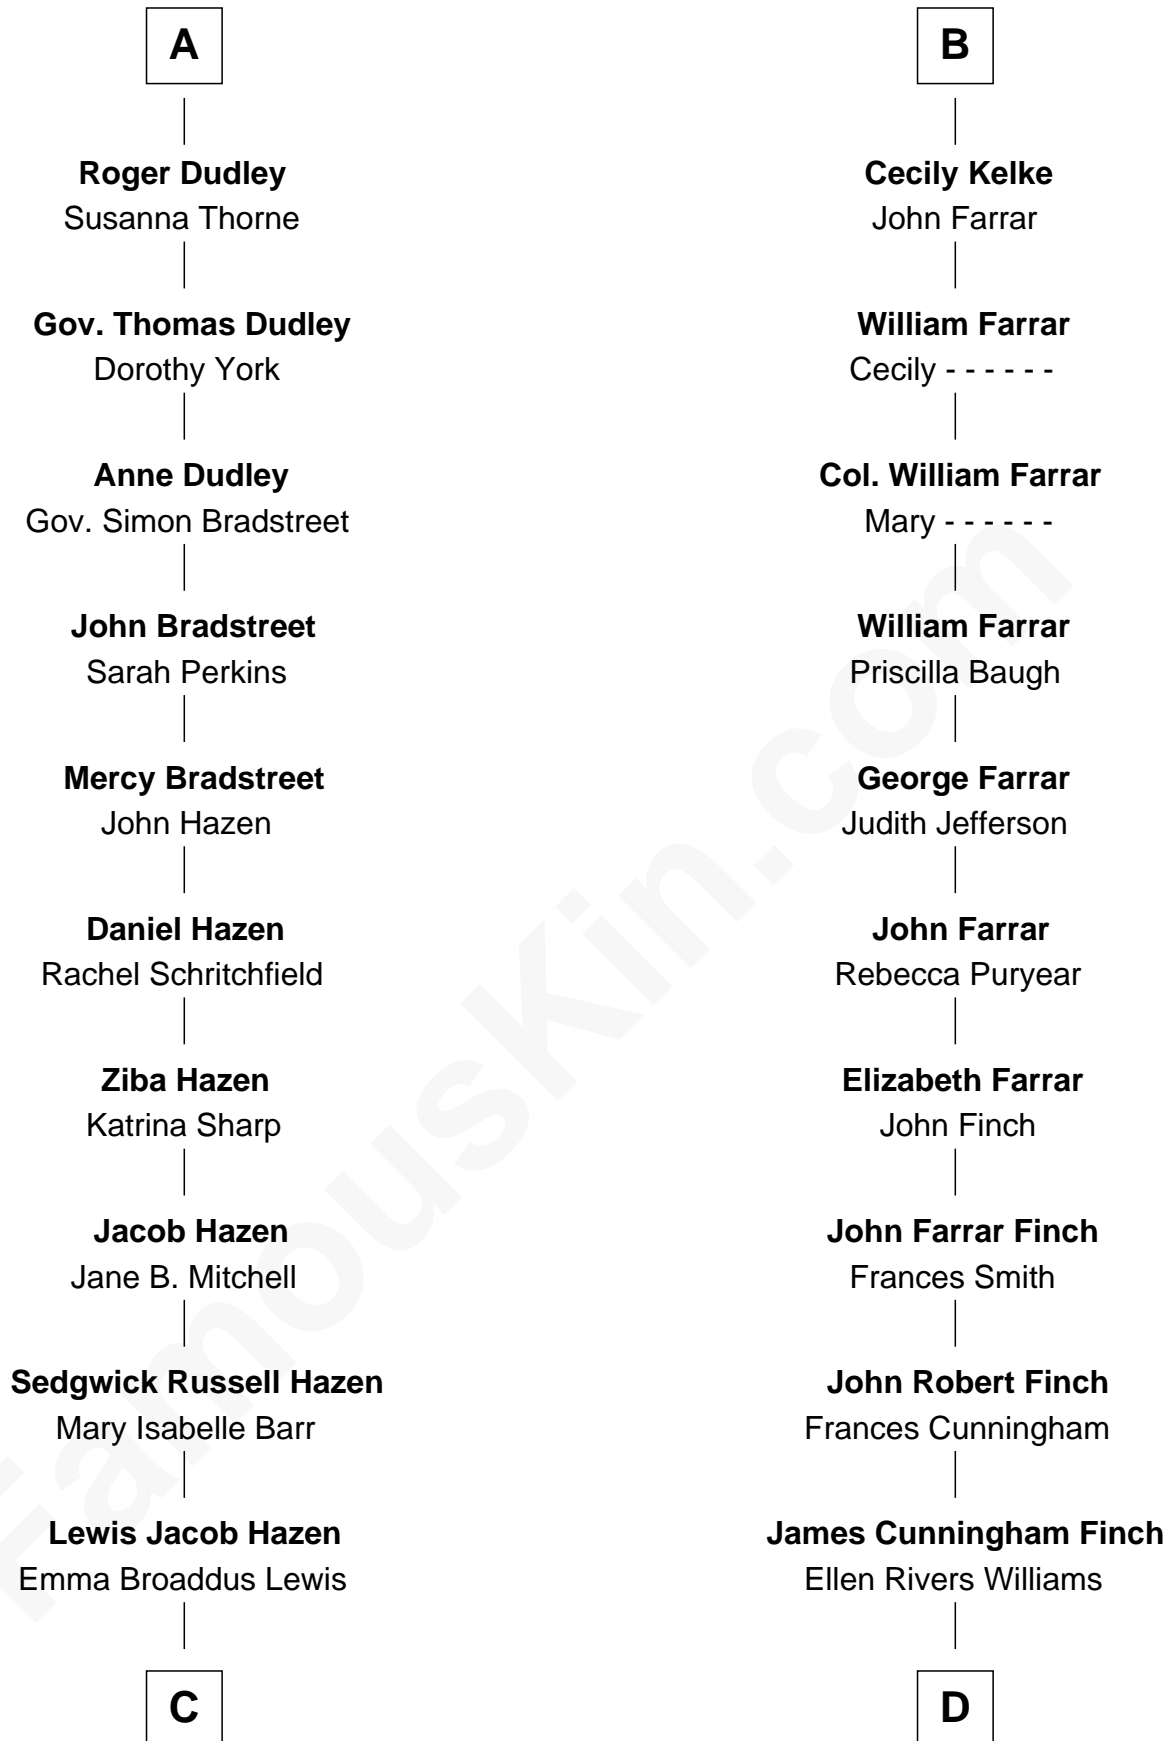 A
Roger Dudley
Susanna Thorne
Gov. Thomas Dudley
Dorothy York
Anne Dudley
Gov. Simon Bradstreet
John Bradstreet
Sarah Perkins
Mercy Bradstreet
John Hazen
Daniel Hazen
Rachel Schritchfield
Ziba Hazen
Katrina Sharp
Jacob Hazen
Jane B. Mitchell
Sedgwick Russell Hazen
Mary Isabelle Barr
Lewis Jacob Hazen
Emma Broaddus Lewis
C
B
Cecily Kelke
John Farrar
William Farrar
Cecily - - - - - -
Col. William Farrar
Mary - - - - - -
William Farrar
Priscilla Baugh
George Farrar
Judith Jefferson
John Farrar
Rebecca Puryear
Elizabeth Farrar
John Finch
John Farrar Finch
Frances Smith
John Robert Finch
Frances Cunningham
James Cunningham Finch
Ellen Rivers Williams
D
FamousKin.com